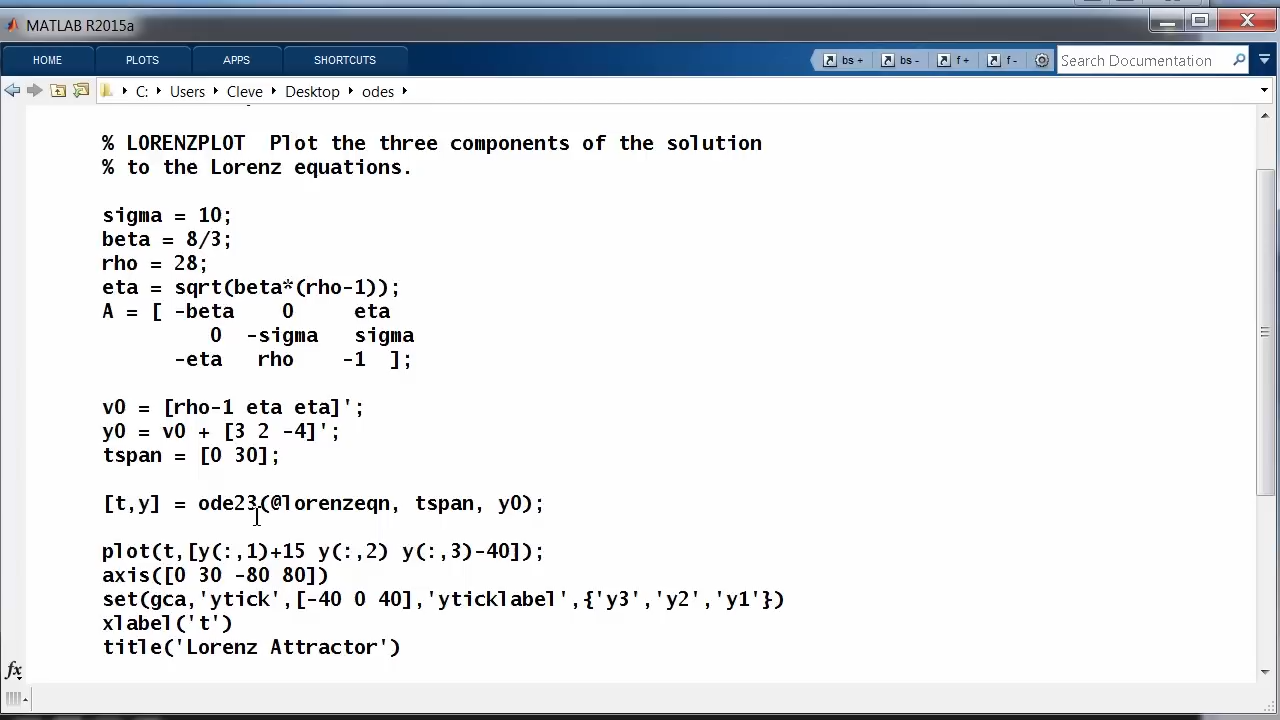 MATLAB R2015a
HOME PLOTS APPS SHORTCUTS bs + bs - f + f - Search Documentation
C: Users Cleve Desktop odes
% LORENZPLOT  Plot the three components of the solution
% to the Lorenz equations.
sigma = 10;
beta = 8/3;
rho = 28;
eta = sqrt(beta*(rho-1));
A = [ -beta    0     eta
0  -sigma   sigma
-eta   rho    -1  ];
v0 = [rho-1 eta eta]';
y0 = v0 + [3 2 -4]';
tspan = [0 30];
[t,y] = ode23(@lorenzeqn, tspan, y0);
plot(t,[y(:,1)+15 y(:,2) y(:,3)-40]);
axis([0 30 -80 80])
set(gca,'ytick',[-40 0 40],'yticklabel',{'y3','y2','y1'})
xlabel('t')
title('Lorenz Attractor')
fx